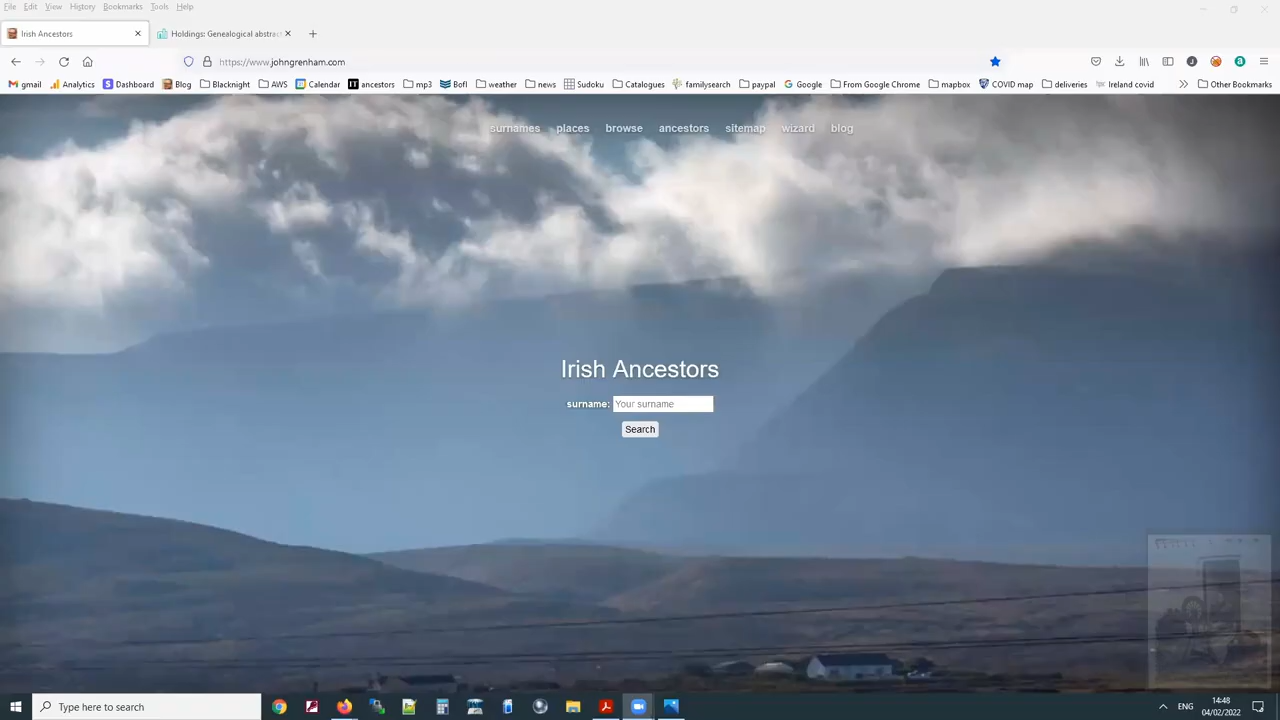 File Edit View History Bookmarks Tools Help
Irish Ancestors
Holdings: Genealogical abstrac
https://www.johngrenham.com
gmail Analytics Dashboard Blog Blacknight AWS Calendar ancestors mp3 BofI weather news Sudoku Catalogues familysearch paypal Google From Google Chrome mapbox COVID map deliveries Ireland covid Other Bookmarks
surnames places browse ancestors sitemap wizard blog
Irish Ancestors
surname: Your surname
Search
Type here to search
ENG
14:48
04/02/2022